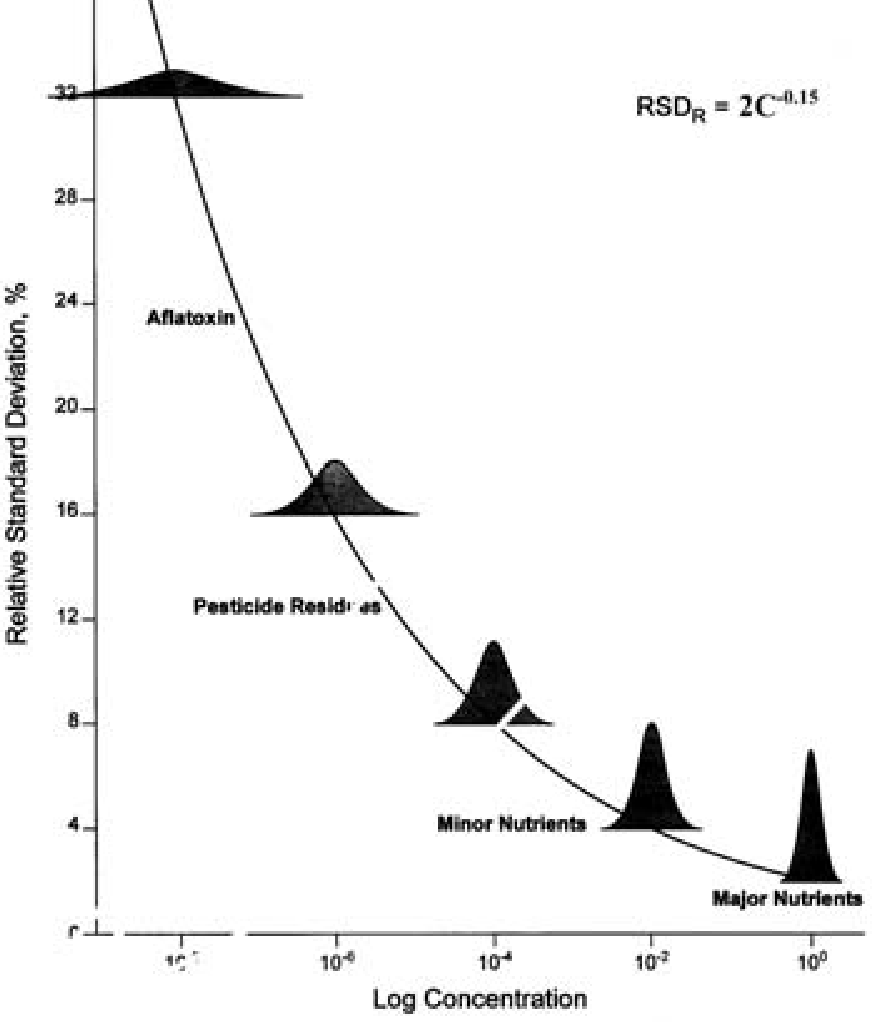 32
RSD_R = 2C^-0.15
28
24
Aflatoxin
20
16
Pesticide
12
8
Minor Nutrients
4
Major Nutrients
10^-6
10^-4
10^-2
10^0
Log Concentration
Relative Standard Deviation, %